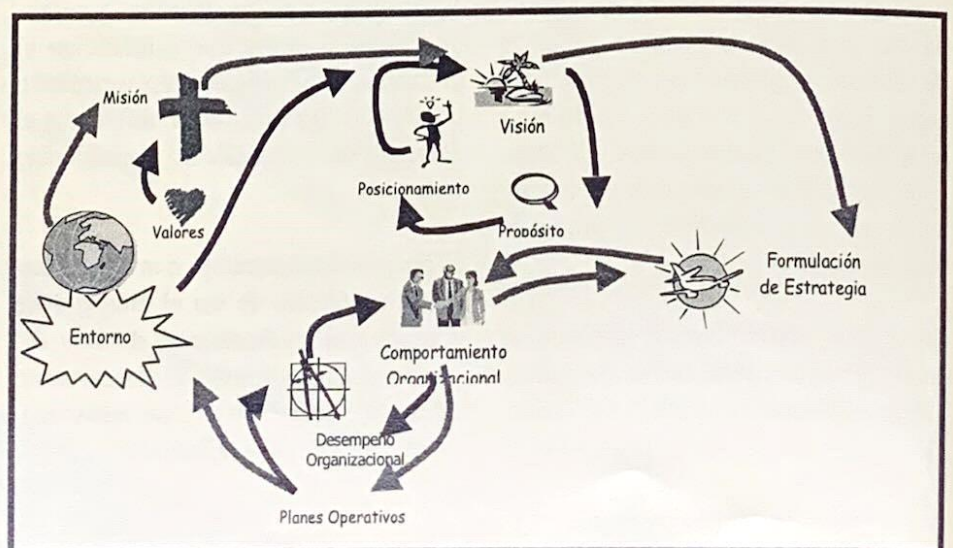 Misión
Visión
Posicionamiento
Valores
Propósito
Formulación
de Estrategia
Entorno
Comportamiento
Organizacional
Desempeño
Organizacional
Planes Operativos